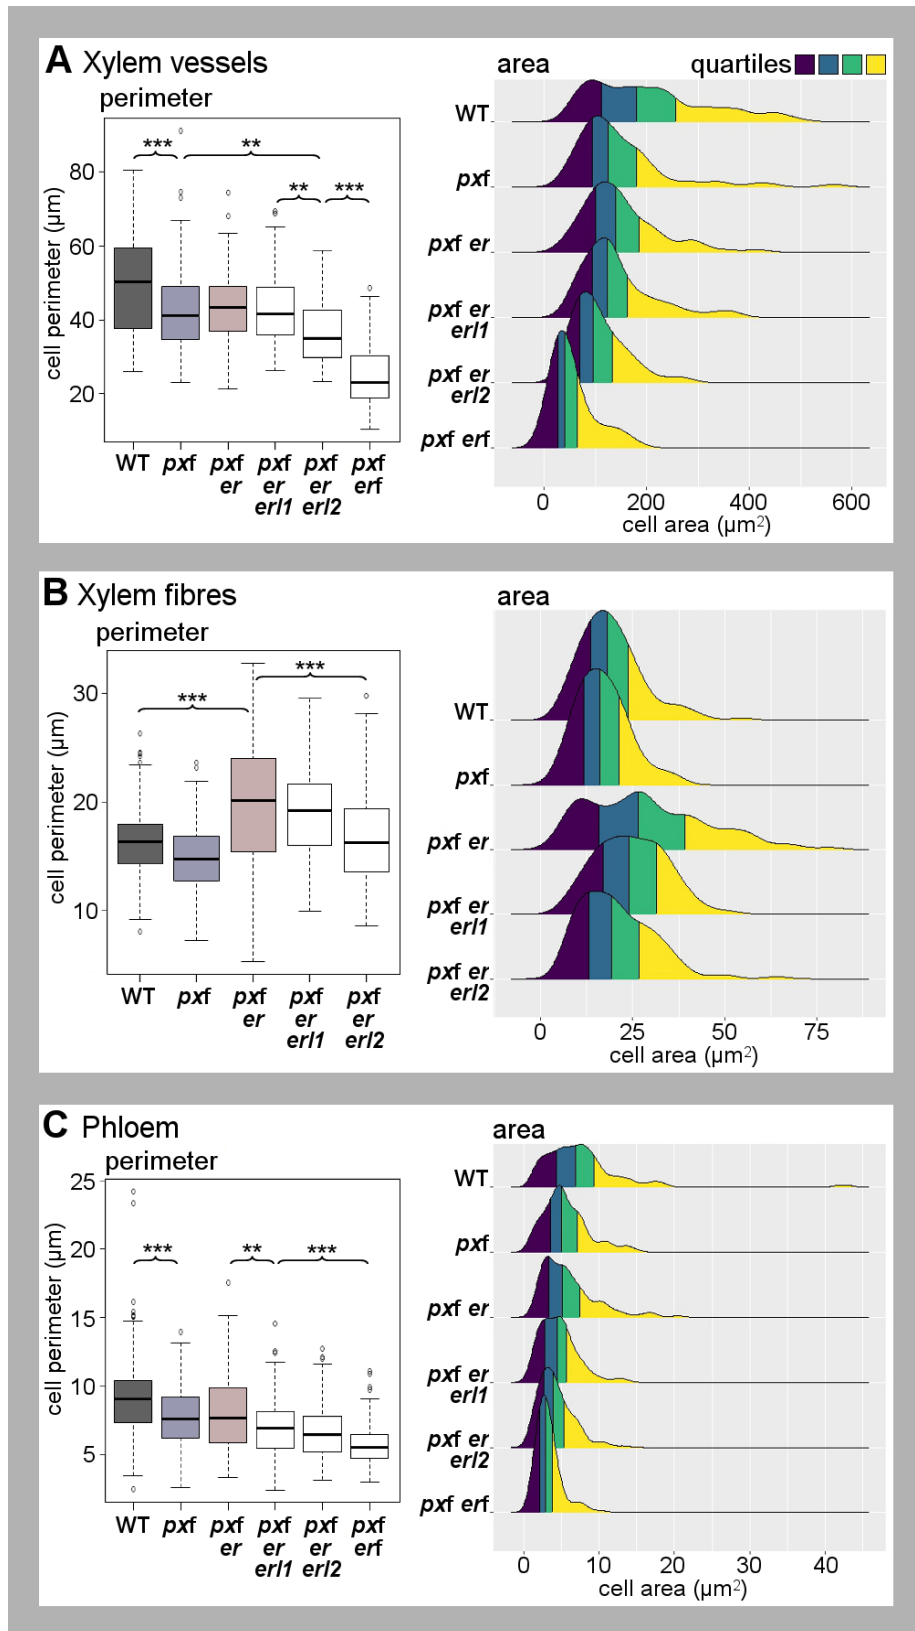 A Xylem vessels
perimeter
cell perimeter (µm)
80
60
40
20
*** ** ** ***
WT pxf pxf pxf pxf pxf
er er er erf
erl1 erl2
area
quartiles
WT
pxf
pxf er
pxf er
erl1
pxf er
erl2
pxf erf
0 200 400 600
cell area (µm²)
B Xylem fibres
perimeter
cell perimeter (µm)
30
20
10
*** ***
WT pxf pxf pxf pxf
er er er
erl1 erl2
area
WT
pxf
pxf er
pxf er
erl1
pxf er
erl2
0 25 50 75
cell area (µm²)
C Phloem
perimeter
cell perimeter (µm)
25
20
15
10
5
*** ** ***
WT pxf pxf pxf pxf pxf
er er er erf
erl1 erl2
area
WT
pxf
pxf er
pxf er
erl1
pxf er
erl2
pxf erf
0 10 20 30 40
cell area (µm²)